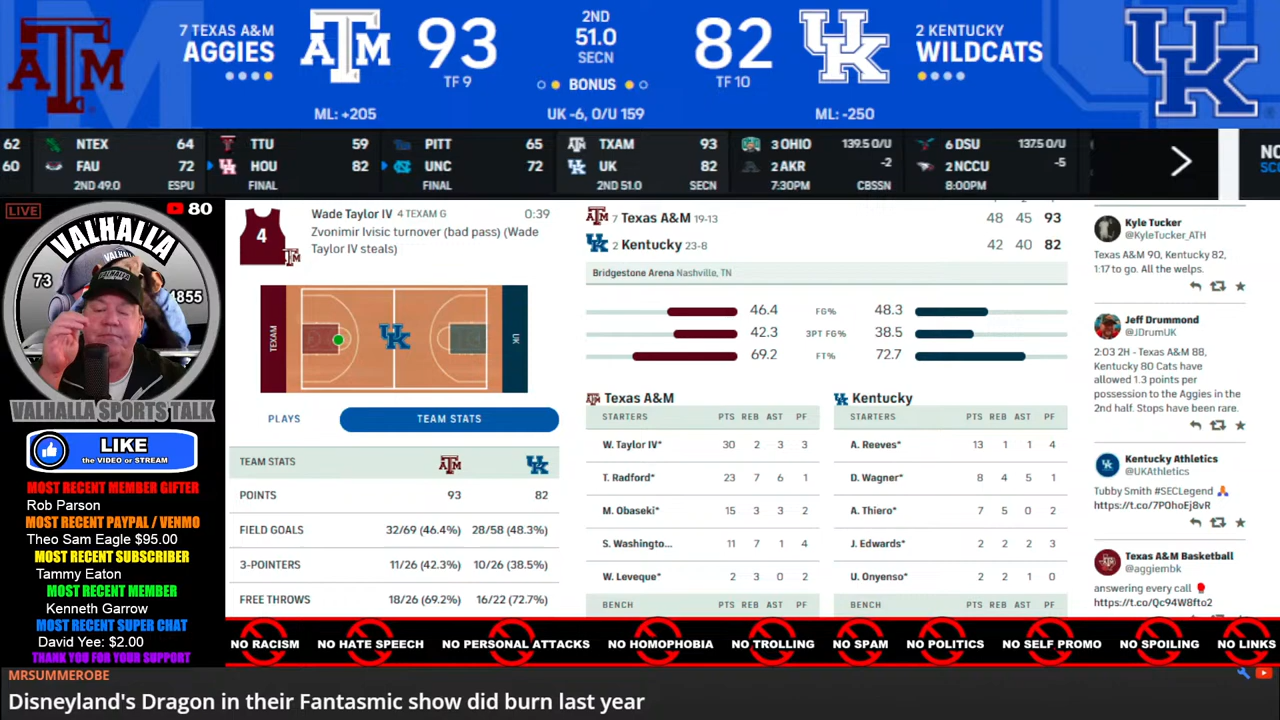 7 TEXAS A&M
AGGIES
93
TF 9
ML: +205
2ND
51.0
SECN
BONUS
UK -6, O/U 159
82
TF 10
ML: -250
2 KENTUCKY
WILDCATS
62
60
NTEX 64
FAU 72
2ND 49.0 ESPU
TTU 59
HOU 82
FINAL
PITT 65
UNC 72
FINAL
TXAM 93
UK 82
2ND 51.0 SECN
3 OHIO 139.5 O/U
2 AKR -2
7:30PM CBSSN
6 DSU 137.5 O/U
2 NCCU -5
8:00PM
LIVE
80
VALHALLA
73
4855
VALHALLA SPORTS TALK
LIKE
the VIDEO or STREAM
MOST RECENT MEMBER GIFTER
Rob Parson
MOST RECENT PAYPAL / VENMO
Theo Sam Eagle $95.00
MOST RECENT SUBSCRIBER
Tammy Eaton
MOST RECENT MEMBER
Kenneth Garrow
MOST RECENT SUPER CHAT
David Yee: $2.00
THANK YOU FOR YOUR SUPPORT
4
Wade Taylor IV 4 TEXAM G 0:39
Zvonimir Ivisic turnover (bad pass) (Wade
Taylor IV steals)
TEXAM
UK
PLAYS
TEAM STATS
TEAM STATS
POINTS 93 82
FIELD GOALS 32/69 (46.4%) 28/58 (48.3%)
3-POINTERS 11/26 (42.3%) 10/26 (38.5%)
FREE THROWS 18/26 (69.2%) 16/22 (72.7%)
7 Texas A&M 19-13 48 45 93
2 Kentucky 23-8 42 40 82
Bridgestone Arena Nashville, TN
46.4 FG% 48.3
42.3 3PT FG% 38.5
69.2 FT% 72.7
Texas A&M
STARTERS PTS REB AST PF
W. Taylor IV* 30 2 3 3
T. Radford* 23 7 6 1
M. Obaseki* 15 3 3 2
S. Washingto... 11 7 1 4
W. Leveque* 2 3 0 2
BENCH PTS REB AST PF
Kentucky
STARTERS PTS REB AST PF
A. Reeves* 13 1 1 4
D. Wagner* 8 4 5 1
A. Thiero* 7 5 0 2
J. Edwards* 2 2 2 3
U. Onyenso* 2 2 1 0
BENCH PTS REB AST PF
Kyle Tucker
@KyleTucker_ATH
Texas A&M 90, Kentucky 82,
1:17 to go. All the welps.
Jeff Drummond
@JDrumUK
2:03 2H - Texas A&M 88,
Kentucky 80 Cats have
allowed 1.3 points per
possession to the Aggies in the
2nd half. Stops have been rare.
Kentucky Athletics
@UKAthletics
Tubby Smith #SECLegend 🙏
https://t.co/7P0hoEj8vR
Texas A&M Basketball
@aggiembk
answering every call
https://t.co/Qc94W8fto2
NO RACISM NO HATE SPEECH NO PERSONAL ATTACKS NO HOMOPHOBIA NO TROLLING NO SPAM NO POLITICS NO SELF PROMO NO SPOILING NO LINKS
MRSUMMEROBE
Disneyland's Dragon in their Fantasmic show did burn last year